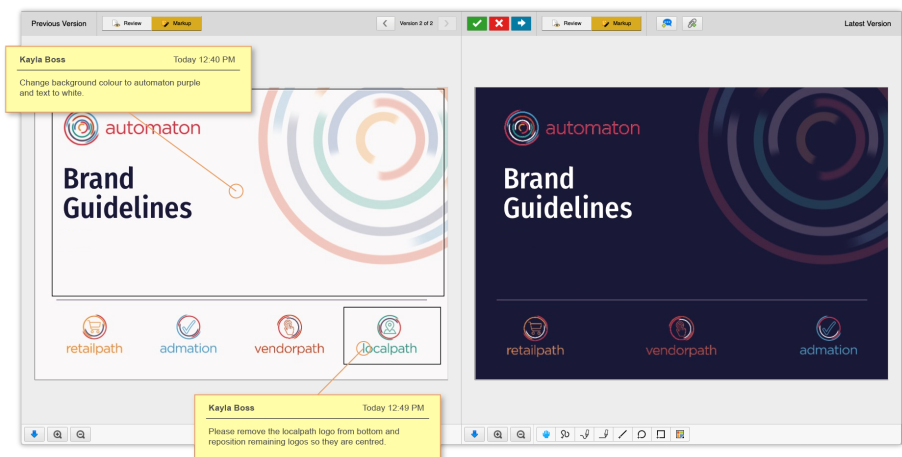 Previous Version
Review
Markup
Version 2 of 2
Review
Markup
Latest Version
Kayla Boss
Today 12:40 PM
Change background colour to automaton purple
and text to white.
automaton
Brand
Guidelines
retailpath
admation
vendorpath
localpath
Kayla Boss
Today 12:49 PM
Please remove the localpath logo from bottom and
reposition remaining logos so they are centred.
automaton
Brand
Guidelines
retailpath
vendorpath
admation